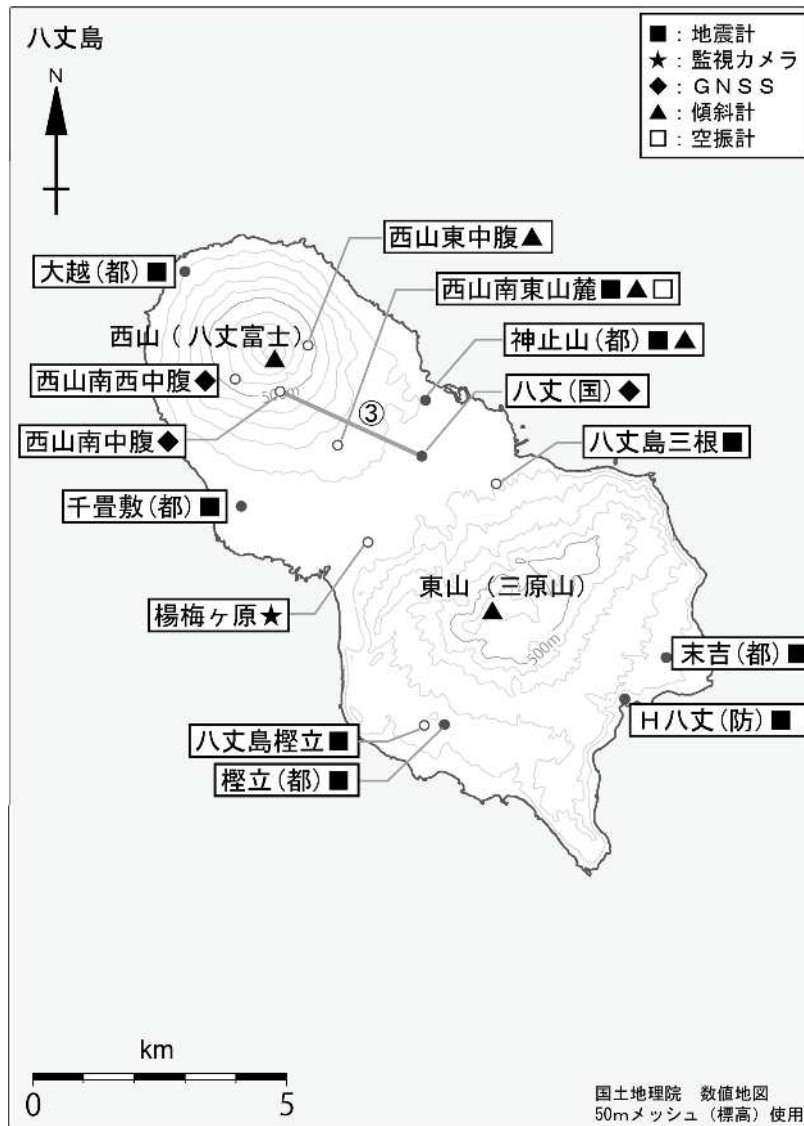 八丈島
N
■：地震計
★：監視カメラ
◆：ＧＮＳＳ
▲：傾斜計
□：空振計
西山東中腹▲
大越(都)■
西山南東山麓■▲□
西山（八丈富士）
神止山(都)■▲
西山南西中腹◆
500m
八丈(国)◆
③
西山南中腹◆
八丈島三根■
千畳敷(都)■
東山（三原山）
楊梅ヶ原★
500m
末吉(都)■
Ｈ八丈(防)■
八丈島樫立■
樫立(都)■
km
0 5
国土地理院　数値地図
50mメッシュ（標高）使用